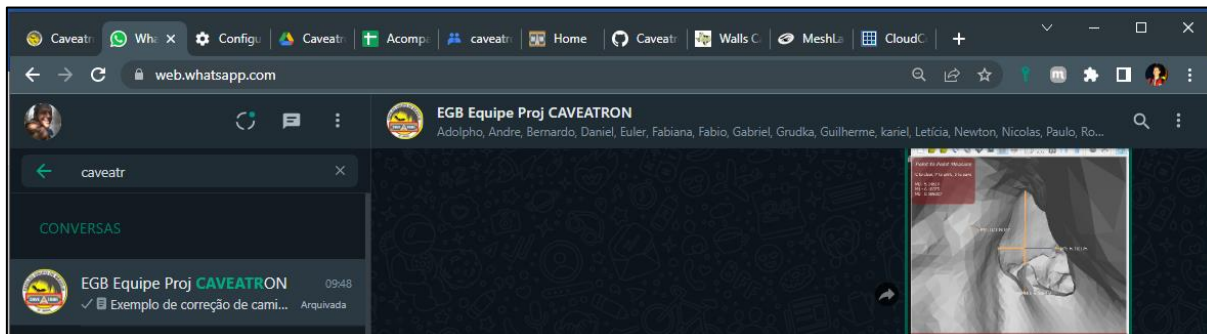 Caveatr Wha Configu Caveatr Acomp caveatr Home Caveatr Walls C MeshLa CloudC
web.whatsapp.com
EGB Equipe Proj CAVEATRON
Adolpho, Andre, Bernardo, Daniel, Euler, Fabiana, Fabio, Gabriel, Grudka, Guilherme, kariel, Letícia, Newton, Nicolas, Paulo, Ro...
caveatr
CONVERSAS
EGB Equipe Proj CAVEATRON 09:48
Exemplo de correção de cami... Arquivada